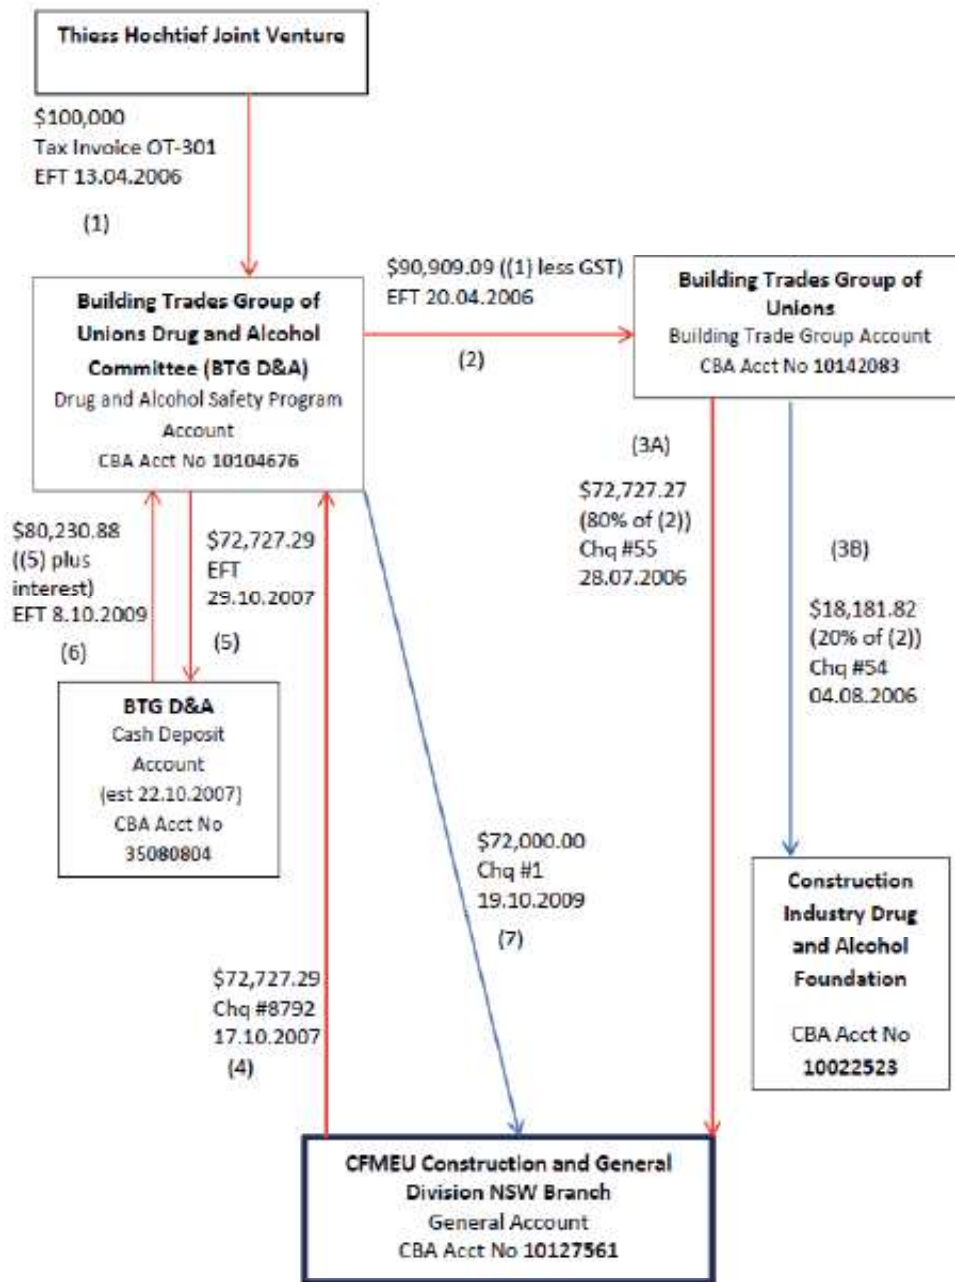 Thiess Hochtief Joint Venture
$100,000
Tax Invoice OT-301
EFT 13.04.2006
(1)
Building Trades Group of
Unions Drug and Alcohol
Committee (BTG D&A)
Drug and Alcohol Safety Program
Account
CBA Acct No 10104676
$90,909.09 ((1) less GST)
EFT 20.04.2006
(2)
Building Trades Group of
Unions
Building Trade Group Account
CBA Acct No 10142083
(3A)
$72,727.27
(80% of (2))
Chq #55
28.07.2006
(3B)
$18,181.82
(20% of (2))
Chq #54
04.08.2006
$80,230.88
((5) plus
interest)
EFT 8.10.2009
(6)
$72,727.29
EFT
29.10.2007
(5)
BTG D&A
Cash Deposit
Account
(est 22.10.2007)
CBA Acct No
35080804
$72,000.00
Chq #1
19.10.2009
(7)
Construction
Industry Drug
and Alcohol
Foundation
CBA Acct No
10022523
$72,727.29
Chq #8792
17.10.2007
(4)
CFMEU Construction and General
Division NSW Branch
General Account
CBA Acct No 10127561